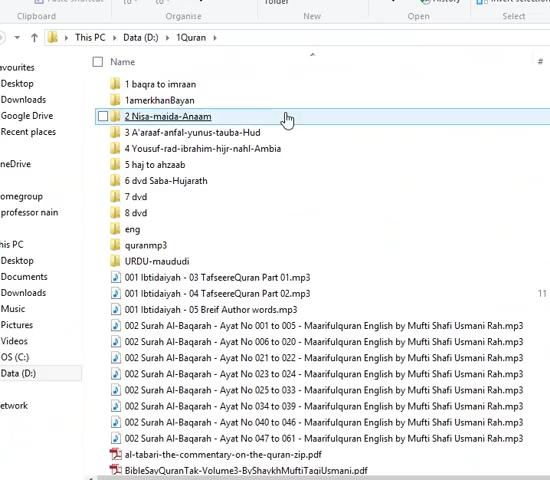 Clipboard
Organise
folder
New
History
Open
Select
This PC
Data (D:)
1Quran
Name
#
avourites
Desktop
Downloads
Google Drive
Recent places
neDrive
omegroup
professor nain
his PC
Desktop
Documents
Downloads
Music
Pictures
Videos
OS (C:)
Data (D:)
etwork
1 baqra to imraan
1amerkhanBayan
2 Nisa-maida-Anaam
3 A'araaf-anfal-yunus-tauba-Hud
4 Yousuf-rad-ibrahim-hijr-nahl-Ambia
5 haj to ahzaab
6 dvd Saba-Hujarath
7 dvd
8 dvd
eng
quranmp3
URDU-maududi
001 Ibtidaiyah - 03 TafseereQuran Part 01.mp3
001 Ibtidaiyah - 04 TafseereQuran Part 02.mp3 11
001 Ibtidaiyah - 05 Breif Author words.mp3
002 Surah Al-Baqarah - Ayat No 001 to 005 - Maarifulquran English by Mufti Shafi Usmani Rah.mp3
002 Surah Al-Baqarah - Ayat No 006 to 020 - Maarifulquran English by Mufti Shafi Usmani Rah.mp3
002 Surah Al-Baqarah - Ayat No 021 to 022 - Maarifulquran English by Mufti Shafi Usmani Rah.mp3
002 Surah Al-Baqarah - Ayat No 023 to 024 - Maarifulquran English by Mufti Shafi Usmani Rah.mp3
002 Surah Al-Baqarah - Ayat No 025 to 033 - Maarifulquran English by Mufti Shafi Usmani Rah.mp3
002 Surah Al-Baqarah - Ayat No 034 to 039 - Maarifulquran English by Mufti Shafi Usmani Rah.mp3
002 Surah Al-Baqarah - Ayat No 040 to 046 - Maarifulquran English by Mufti Shafi Usmani Rah.mp3
002 Surah Al-Baqarah - Ayat No 047 to 061 - Maarifulquran English by Mufti Shafi Usmani Rah.mp3
al-tabari-the-commentary-on-the-quran-zip.pdf
BibleSayQuranTak-Volume3-ByShaykhMuftiTaqiUsmani.pdf